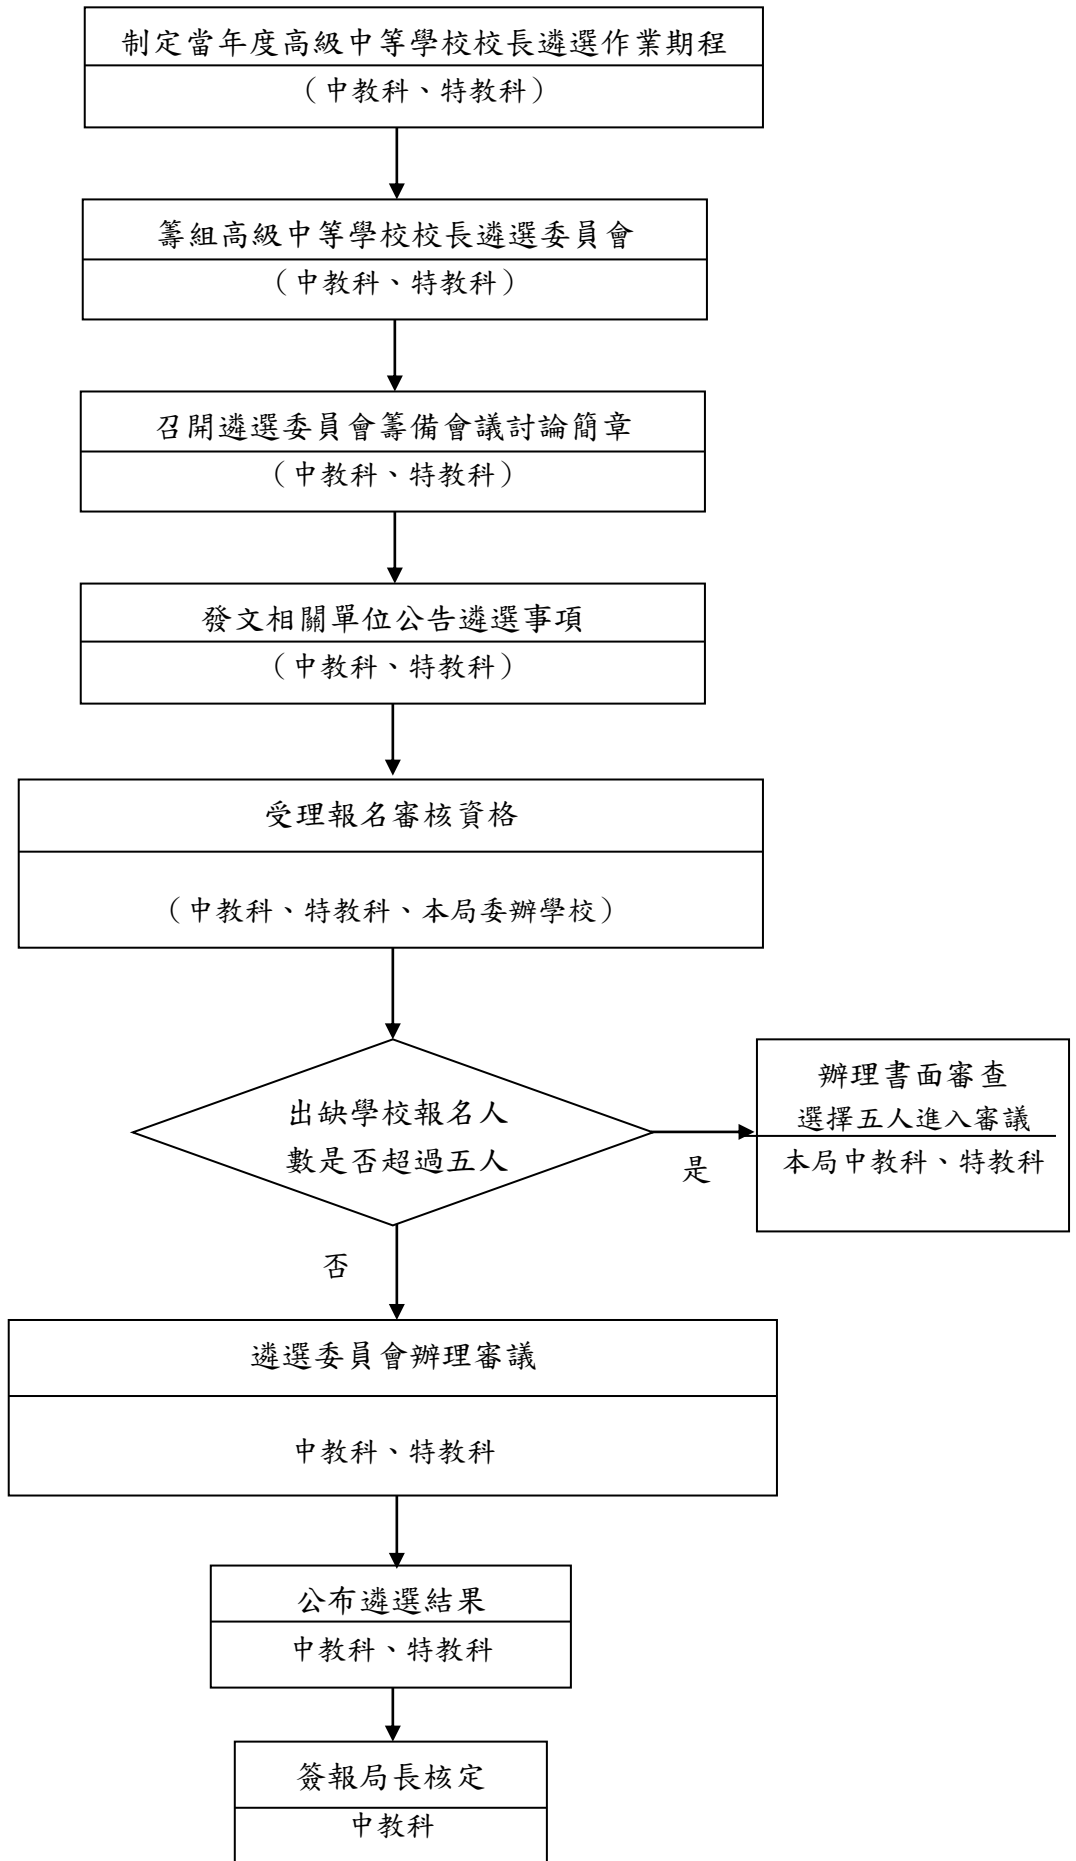 制定當年度高級中等學校校長遴選作業期程
（中教科、特教科）
籌組高級中等學校校長遴選委員會
（中教科、特教科）
召開遴選委員會籌備會議討論簡章
（中教科、特教科）
發文相關單位公告遴選事項
（中教科、特教科）
受理報名審核資格
（中教科、特教科、本局委辦學校）
出缺學校報名人
數是否超過五人
是
辦理書面審查
選擇五人進入審議
本局中教科、特教科
否
遴選委員會辦理審議
中教科、特教科
公布遴選結果
中教科、特教科
簽報局長核定
中教科